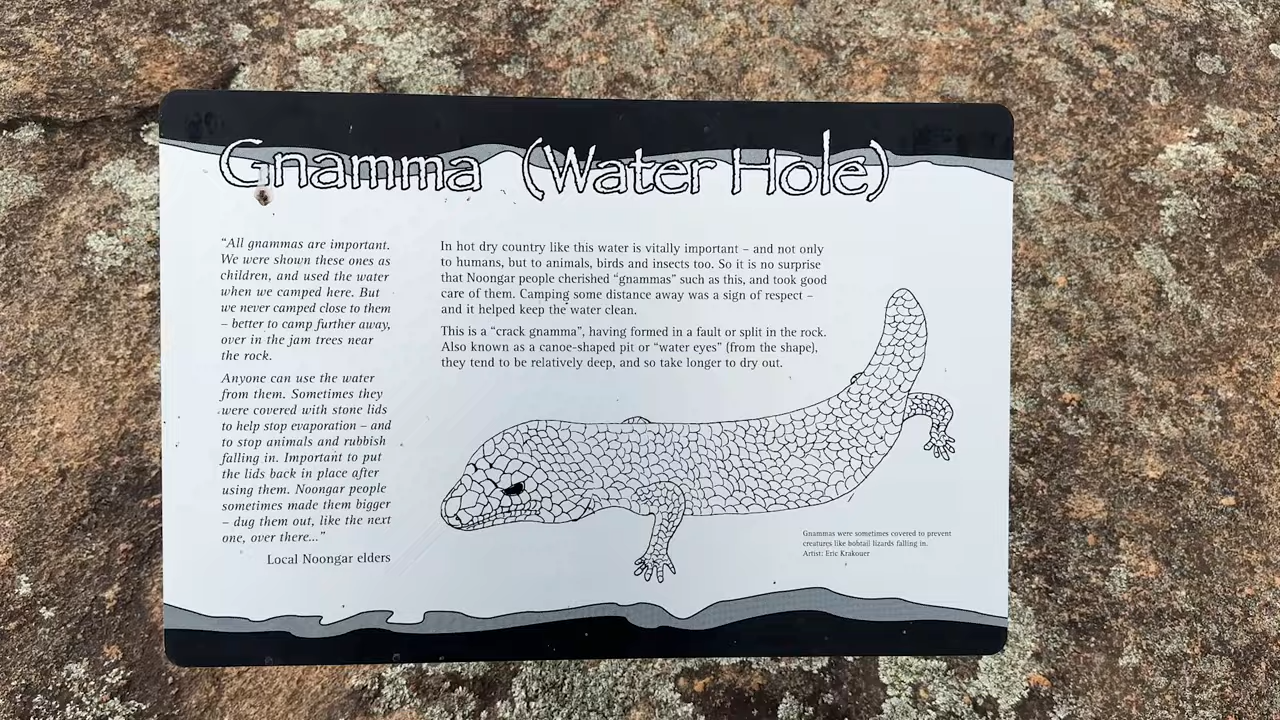 Gnamma (Water Hole)
“All gnammas are important.
We were shown these ones as
children, and used the water
when we camped here. But
we never camped close to them
– better to camp further away,
over in the jam trees near
the rock.
Anyone can use the water
from them. Sometimes they
were covered with stone lids
to help stop evaporation – and
to stop animals and rubbish
falling in. Important to put
the lids back in place after
using them. Noongar people
sometimes made them bigger
– dug them out, like the next
one, over there...”
Local Noongar elders
In hot dry country like this water is vitally important – and not only
to humans, but to animals, birds and insects too. So it is no surprise
that Noongar people cherished “gnammas” such as this, and took good
care of them. Camping some distance away was a sign of respect –
and it helped keep the water clean.
This is a “crack gnamma”, having formed in a fault or split in the rock.
Also known as a canoe-shaped pit or “water eyes” (from the shape),
they tend to be relatively deep, and so take longer to dry out.
Gnammas were sometimes covered to prevent
creatures like bobtail lizards falling in.
Artist: Eric Krakouer